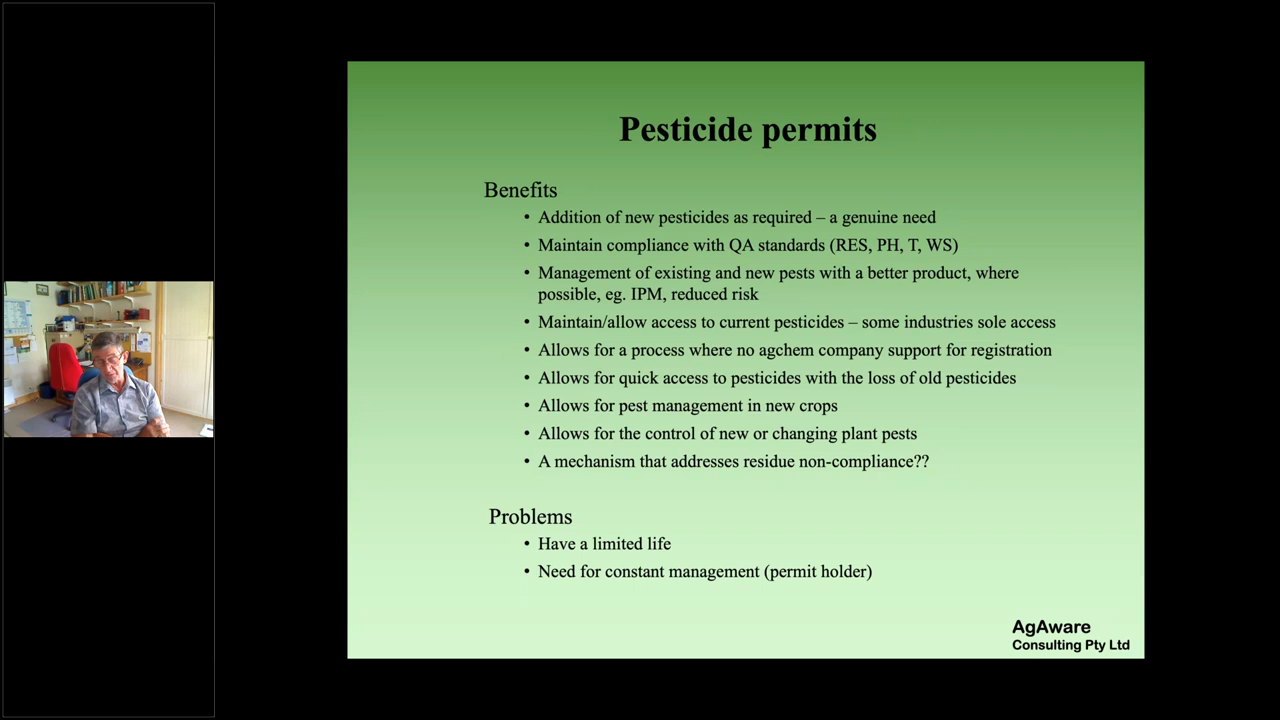 Pesticide permits
Benefits
• Addition of new pesticides as required – a genuine need
• Maintain compliance with QA standards (RES, PH, T, WS)
• Management of existing and new pests with a better product, where
possible, eg. IPM, reduced risk
• Maintain/allow access to current pesticides – some industries sole access
• Allows for a process where no agchem company support for registration
• Allows for quick access to pesticides with the loss of old pesticides
• Allows for pest management in new crops
• Allows for the control of new or changing plant pests
• A mechanism that addresses residue non-compliance??
Problems
• Have a limited life
• Need for constant management (permit holder)
AgAware
Consulting Pty Ltd